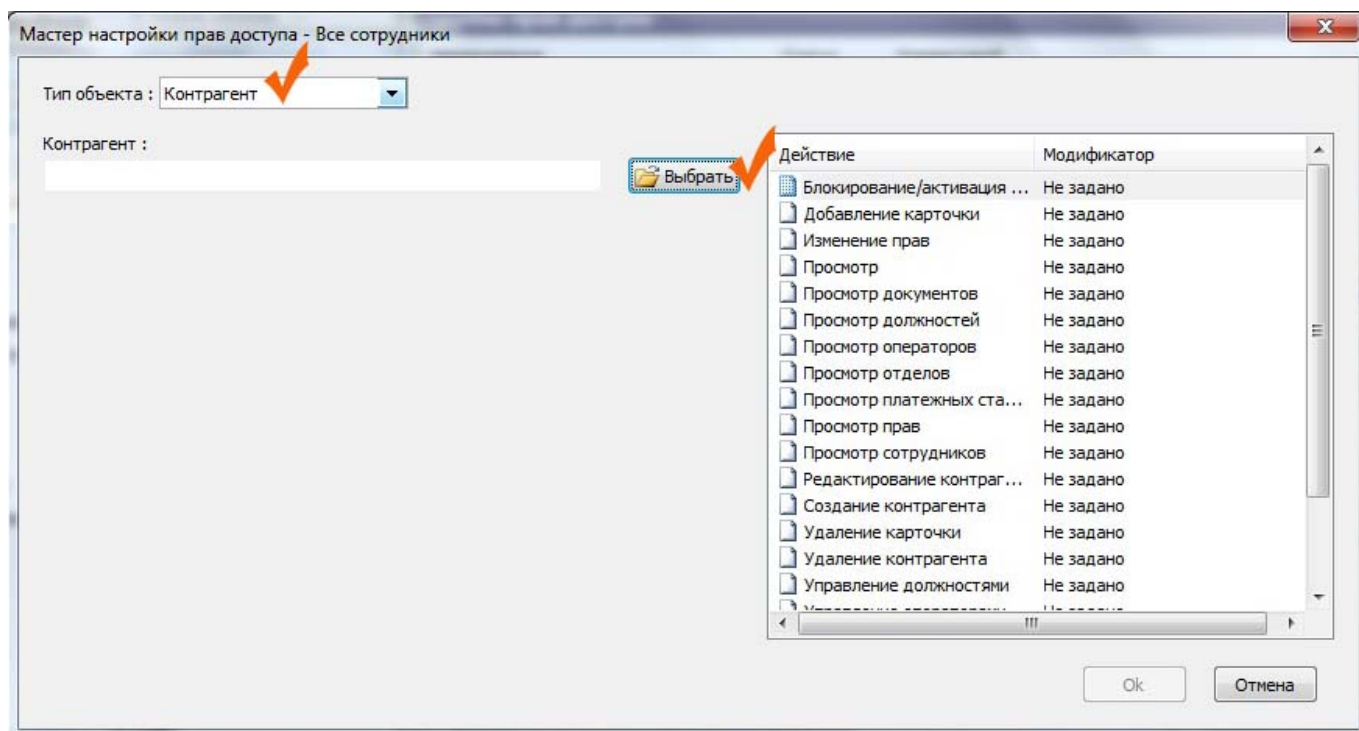 Мастер настройки прав доступа - Все сотрудники
Тип объекта : Контрагент
Контрагент :
Выбрать
Действие Модификатор
Блокирование/активация ... Не задано
Добавление карточки Не задано
Изменение прав Не задано
Просмотр Не задано
Просмотр документов Не задано
Просмотр должностей Не задано
Просмотр операторов Не задано
Просмотр отделов Не задано
Просмотр платежных ста... Не задано
Просмотр прав Не задано
Просмотр сотрудников Не задано
Редактирование контраг... Не задано
Создание контрагента Не задано
Удаление карточки Не задано
Удаление контрагента Не задано
Управление должностями Не задано
Ok Отмена